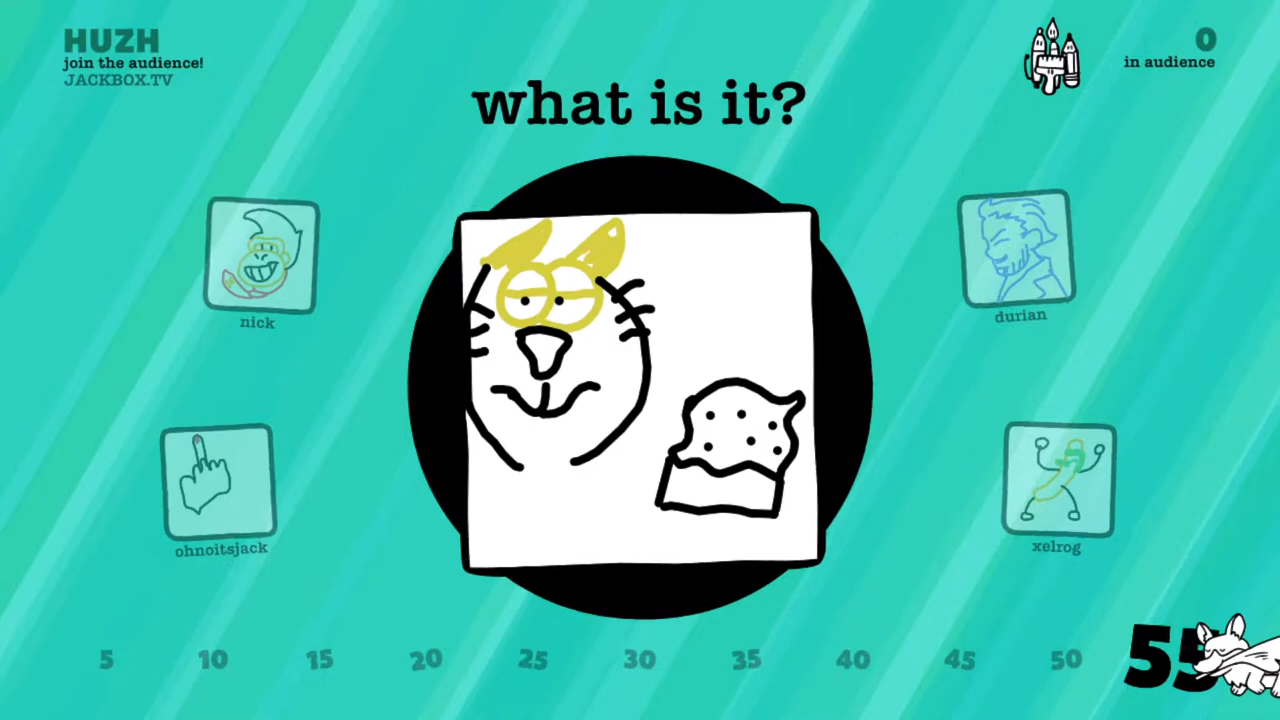 HUZH
join the audience!
JACKBOX.TV
0
in audience
what is it?
nick
durian
ohnoitsjack
xelrog
5 10 15 20 25 30 35 40 45 50 55